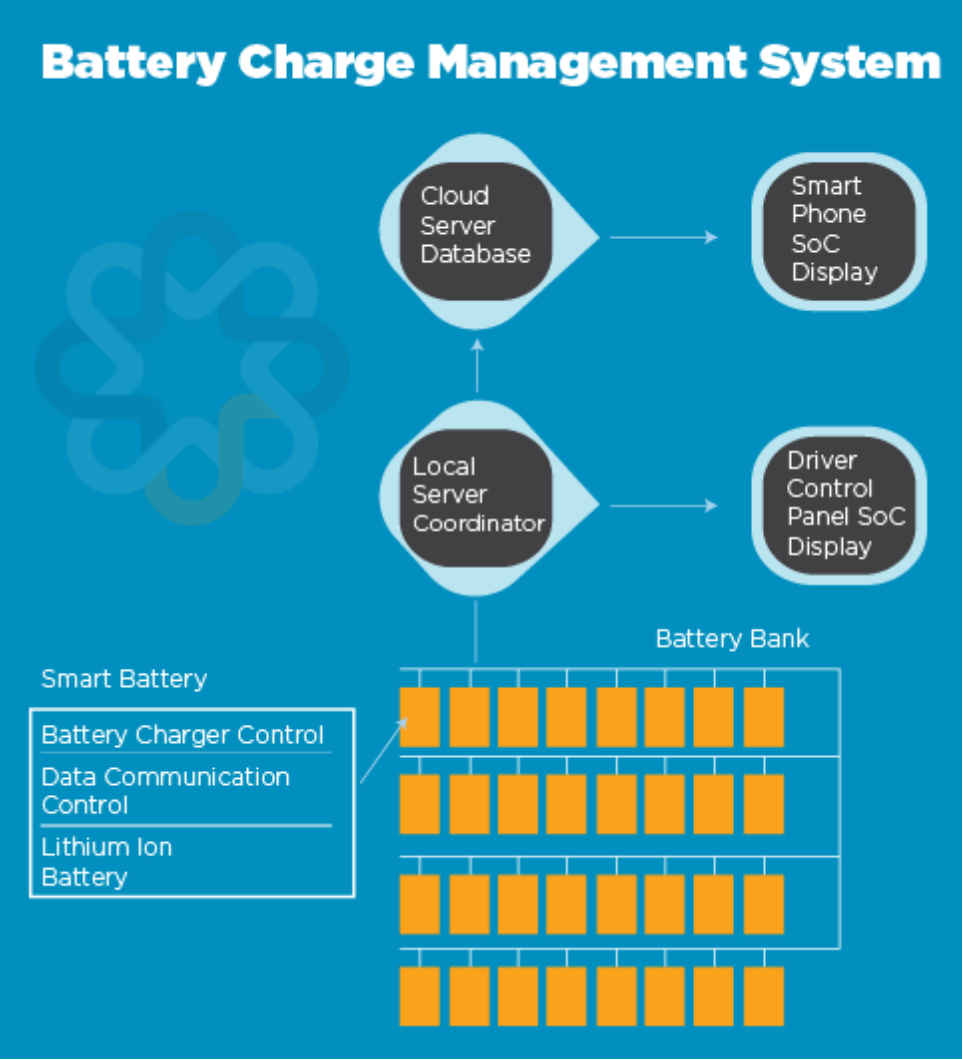 Battery Charge Management System
Cloud
Server
Database
Smart
Phone
SoC
Display
Local
Server
Coordinator
Driver
Control
Panel SoC
Display
Battery Bank
Smart Battery
Battery Charger Control
Data Communication
Control
Lithium Ion
Battery